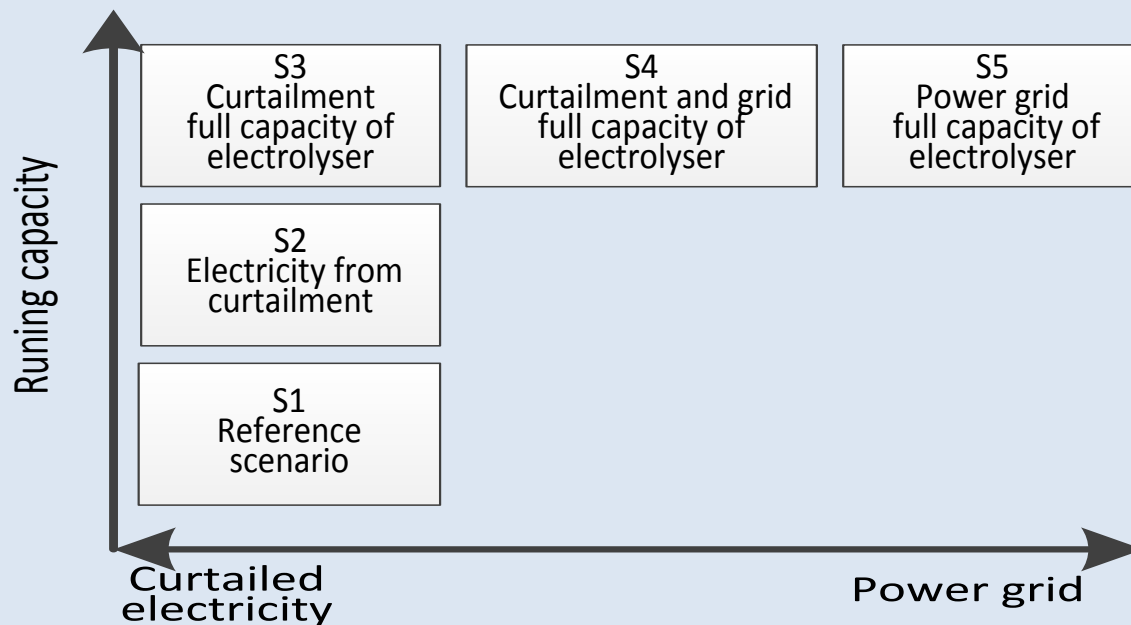 S3
Curtailment
full capacity of
electrolyser
S4
Curtailment and grid
full capacity of
electrolyser
S5
Power grid
full capacity of
electrolyser
S2
Electricity from
curtailment
S1
Reference
scenario
Runing capacity
Curtailed
electricity
Power grid